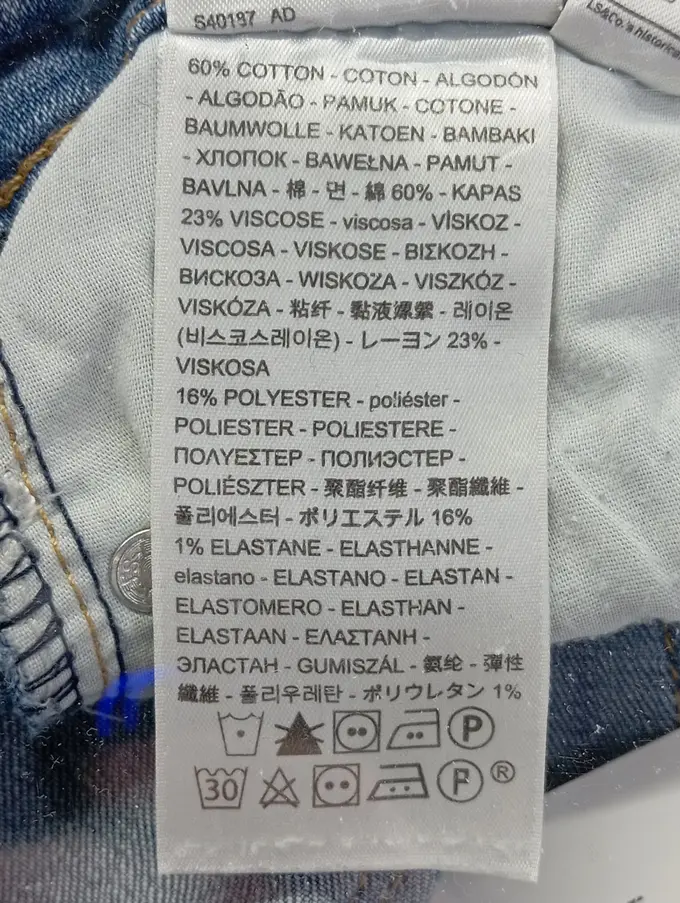 S40187 AD
LS&Co.'s historical
60% COTTON - COTON - ALGODÓN
- ALGODÃO - PAMUK - COTONE -
BAUMWOLLE - KATOEN - BAMBAKI
- ХЛОПОК - BAWEŁNA - PAMUT -
BAVLNA - 棉 - 면 - 綿 60% - KAPAS
23% VISCOSE - viscosa - VİSKOZ -
VISCOSA - VISKOSE - ΒΙΣΚΟΖΗ -
ВИСКОЗА - WISKOZA - VISZKÓZ -
VISKÓZA - 粘纤 - 黏液嫘縈 - 레이온
(비스코스레이온) - レーヨン 23% -
VISKOSA
16% POLYESTER - poliéster -
POLIESTER - POLIESTERE -
ΠΟΛΥΕΣΤΕΡ - ПОЛИЭСТЕР -
POLIÉSZTER - 聚酯纤维 - 聚酯纖維 -
폴리에스터 - ポリエステル 16%
1% ELASTANE - ELASTHANNE -
elastano - ELASTANO - ELASTAN -
ELASTOMERO - ELASTHAN -
ELASTAAN - ΕΛΑΣΤΑΝΗ -
ЭЛАСТАН - GUMISZÁL - 氨纶 - 彈性
纖維 - 폴리우레탄 - ポリウレタン 1%
P
30 F ®